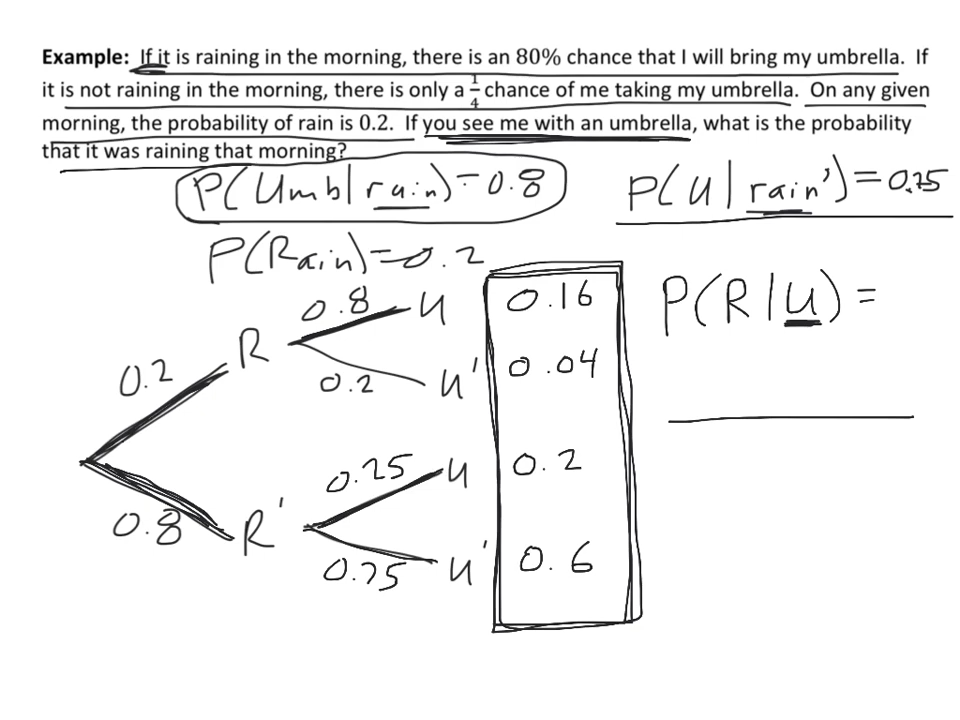 Example: If it is raining in the morning, there is an 80% chance that I will bring my umbrella. If
it is not raining in the morning, there is only a 1/4 chance of me taking my umbrella. On any given
morning, the probability of rain is 0.2. If you see me with an umbrella, what is the probability
that it was raining that morning?
P(Umb|rain)=0.8
P(U|rain')=0.25
P(Rain)=0.2
0.8 U 0.16
P(R|U)=
0.2 R
0.2 U' 0.04
0.25 U 0.2
0.8 R'
0.75 U' 0.6